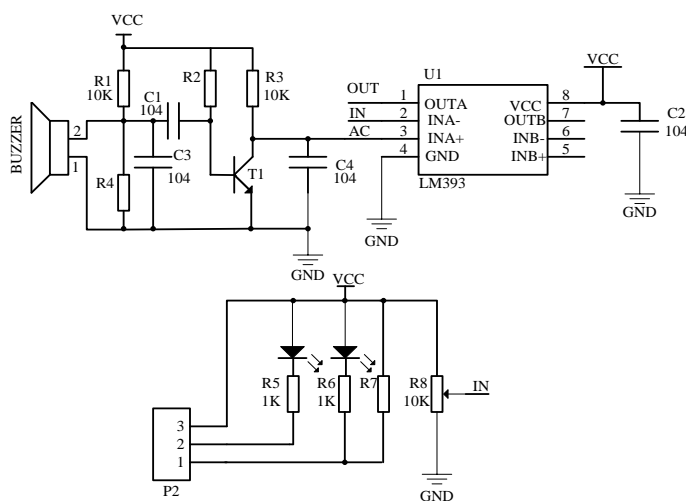 VCC
R1
10K
R2
R3
10K
C1
104
BUZZER
2
1
C3
104
R4
T1
C4
104
GND
OUT
IN
AC
1
2
3
4
U1
OUTA
INA-
INA+
GND
VCC
OUTB
INB-
INB+
LM393
8
7
6
5
GND
VCC
C2
104
GND
VCC
R5
1K
R6
1K
R7
R8
10K
IN
3
2
1
P2
GND